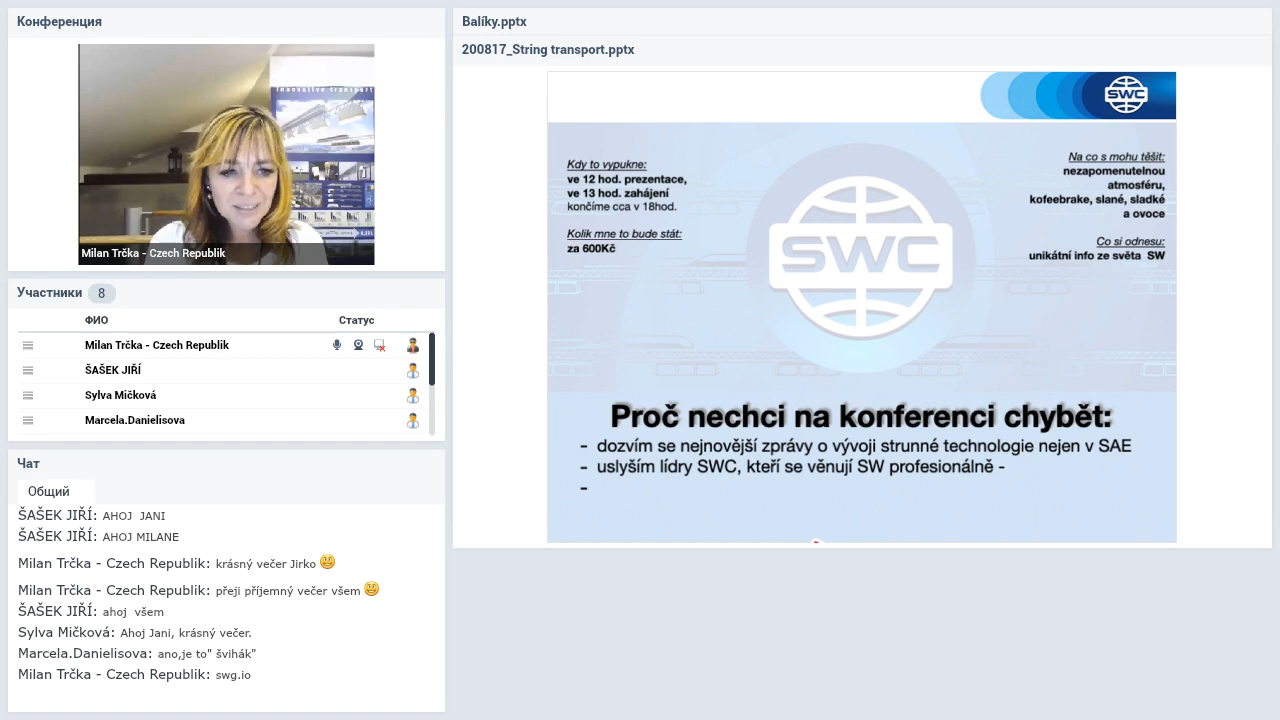 Конференция
Innovative transport
Milan Trčka - Czech Republik
Участники 8
ФИО Статус
Milan Trčka - Czech Republik
ŠAŠEK JIŘÍ
Sylva Mičková
Marcela.Danielisova
Чат
Общий
ŠAŠEK JIŘÍ: AHOJ JANI
ŠAŠEK JIŘÍ: AHOJ MILANE
Milan Trčka - Czech Republik: krásný večer Jirko
Milan Trčka - Czech Republik: přeji příjemný večer všem
ŠAŠEK JIŘÍ: ahoj všem
Sylva Mičková: Ahoj Jani, krásný večer.
Marcela.Danielisova: ano,je to" švihák"
Milan Trčka - Czech Republik: swg.io
Balíky.pptx
200817_String transport.pptx
SWC
Kdy to vypukne:
ve 12 hod. prezentace,
ve 13 hod. zahájení
končíme cca v 18hod.
Kolik mne to bude stát:
za 600Kč
SWC
Na co s mohu těšit:
nezapomenutelnou
atmosféru,
kofeebrake, slané, sladké
a ovoce
Co si odnesu:
unikátní info ze světa SW
Proč nechci na konferenci chybět:
- dozvím se nejnovější zprávy o vývoji strunné technologie nejen v SAE
- uslyším lídry SWC, kteří se věnují SW profesionálně -
-